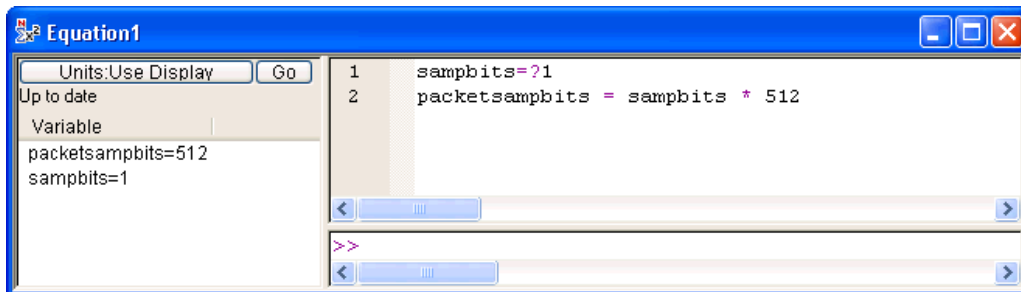 Equation1
Units:Use Display Go
Up to date
Variable
packetsampbits=512
sampbits=1
1 sampbits=?1
2 packetsampbits = sampbits * 512
>>